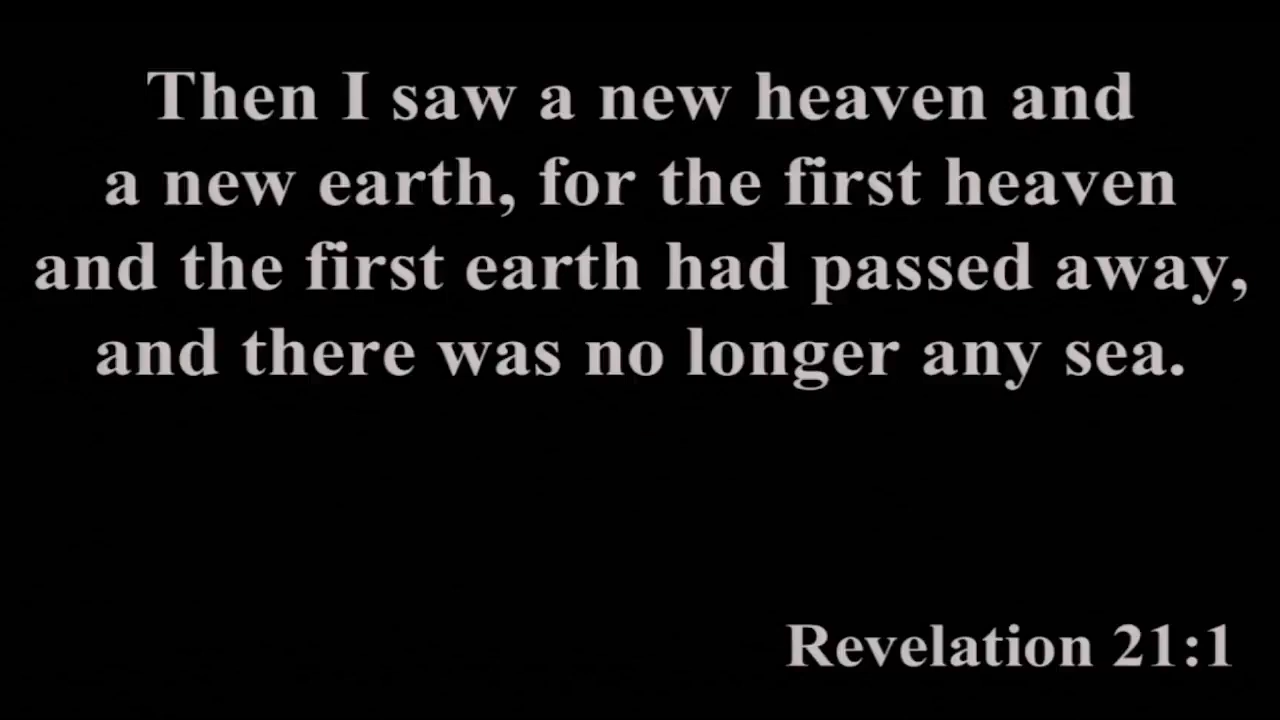 Then I saw a new heaven and
a new earth, for the first heaven
and the first earth had passed away,
and there was no longer any sea.
Revelation 21:1